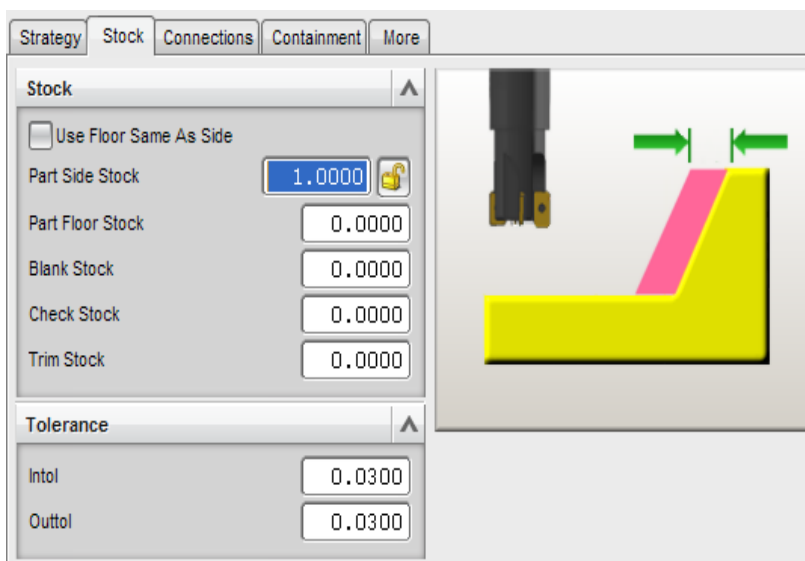 Strategy Stock Connections Containment More
Stock
Use Floor Same As Side
Part Side Stock 1.0000
Part Floor Stock 0.0000
Blank Stock 0.0000
Check Stock 0.0000
Trim Stock 0.0000
Tolerance
Intol 0.0300
Outtol 0.0300